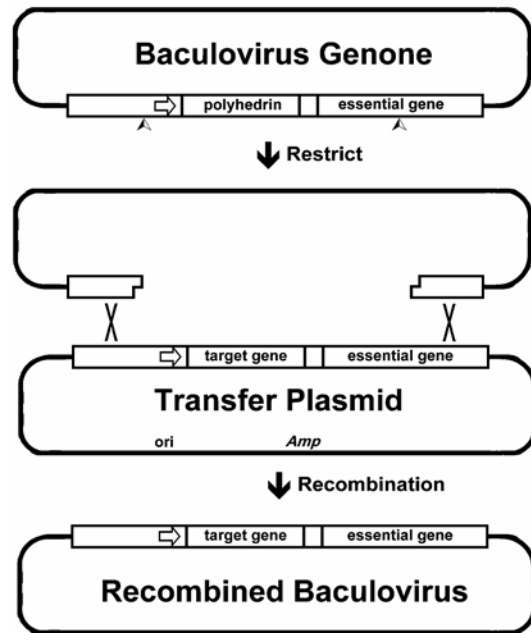 Baculovirus Genone
polyhedrin essential gene
Restrict
target gene essential gene
Transfer Plasmid
ori Amp
Recombination
target gene essential gene
Recombined Baculovirus